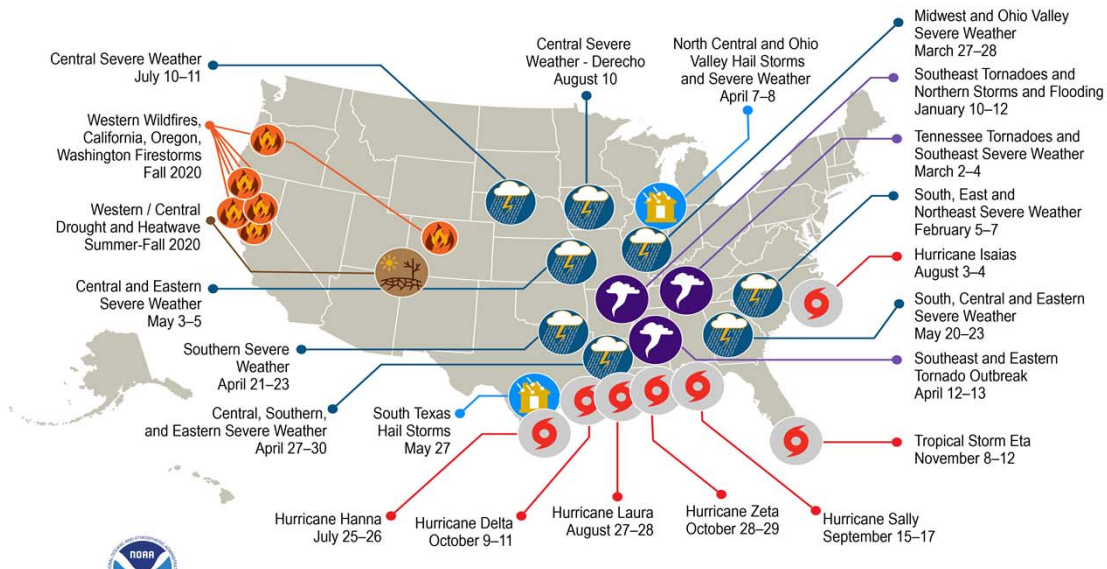 Central Severe Weather
July 10–11
Central Severe
Weather - Derecho
August 10
North Central and Ohio
Valley Hail Storms
and Severe Weather
April 7–8
Midwest and Ohio Valley
Severe Weather
March 27–28
Southeast Tornadoes and
Northern Storms and Flooding
January 10–12
Tennessee Tornadoes and
Southeast Severe Weather
March 2–4
South, East and
Northeast Severe Weather
February 5–7
Hurricane Isaias
August 3–4
South, Central and Eastern
Severe Weather
May 20–23
Southeast and Eastern
Tornado Outbreak
April 12–13
Tropical Storm Eta
November 8–12
Western Wildfires,
California, Oregon,
Washington Firestorms
Fall 2020
Western / Central
Drought and Heatwave
Summer-Fall 2020
Central and Eastern
Severe Weather
May 3–5
Southern Severe
Weather
April 21–23
Central, Southern,
and Eastern Severe Weather
April 27–30
South Texas
Hail Storms
May 27
Hurricane Hanna
July 25–26
Hurricane Delta
October 9–11
Hurricane Laura
August 27–28
Hurricane Zeta
October 28–29
Hurricane Sally
September 15–17
NOAA